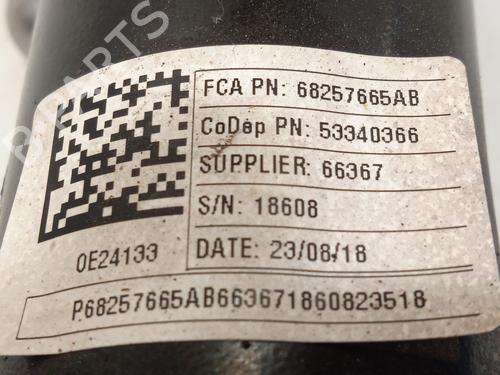 FCA PN: 68257665AB
CoDep PN: 53340366
SUPPLIER: 66367
S/N: 18608
DATE: 23/08/18
0E24133
P68257665AB663671860823518